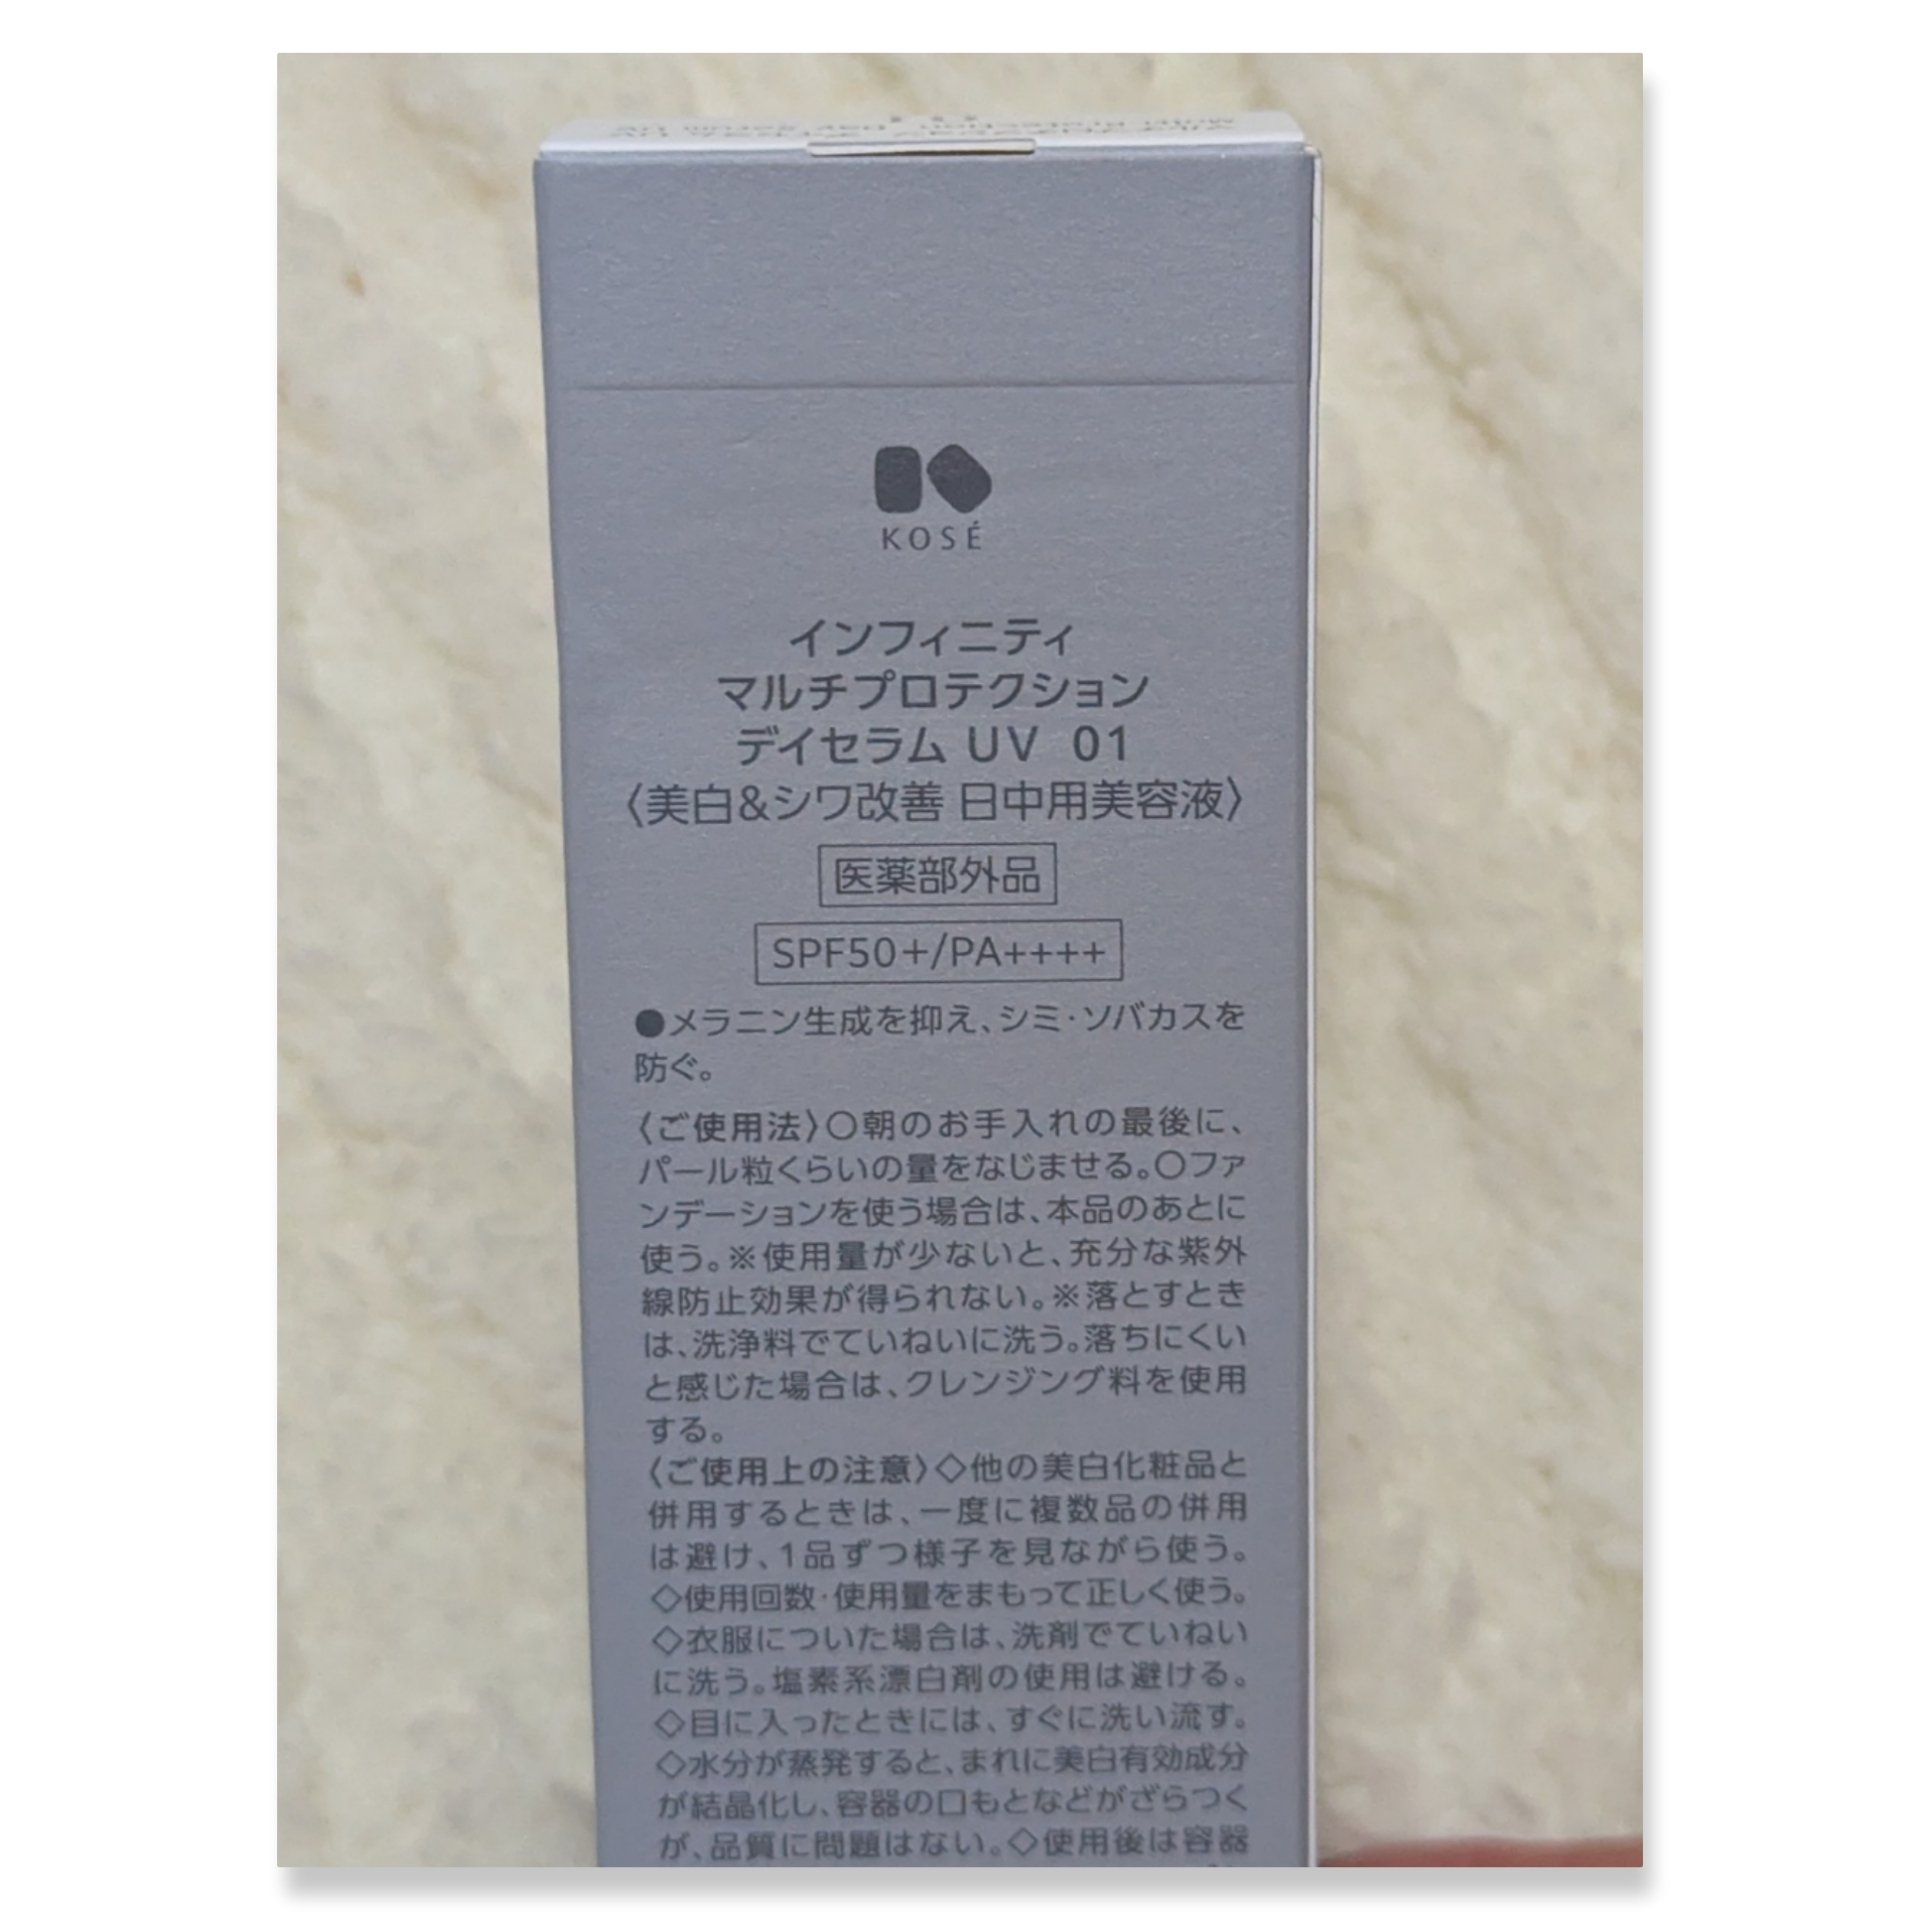 KOSÉ
インフィニティ
マルチプロテクション
デイセラム UV 01
〈美白&シワ改善 日中用美容液〉
医薬部外品
SPF50+/PA++++
●メラニン生成を抑え、シミ・ソバカスを
防ぐ。
〈ご使用法〉○朝のお手入れの最後に、
パール粒くらいの量をなじませる。○ファ
ンデーションを使う場合は、本品のあとに
使う。※使用量が少ないと、充分な紫外
線防止効果が得られない。※落とすとき
は、洗浄料でていねいに洗う。落ちにくい
と感じた場合は、クレンジング料を使用
する。
〈ご使用上の注意〉◇他の美白化粧品と
併用するときは、一度に複数品の併用
は避け、1品ずつ様子を見ながら使う。
◇使用回数・使用量をまもって正しく使う。
◇衣服についた場合は、洗剤でていねい
に洗う。塩素系漂白剤の使用は避ける。
◇目に入ったときには、すぐに洗い流す。
◇水分が蒸発すると、まれに美白有効成分
が結晶化し、容器の口もとなどがざらつく
が、品質に問題はない。◇使用後は容器